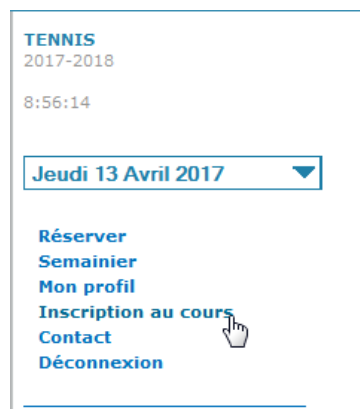 TENNIS
2017-2018
8:56:14
Jeudi 13 Avril 2017
Réserver
Semainier
Mon profil
Inscription au cours
Contact
Déconnexion